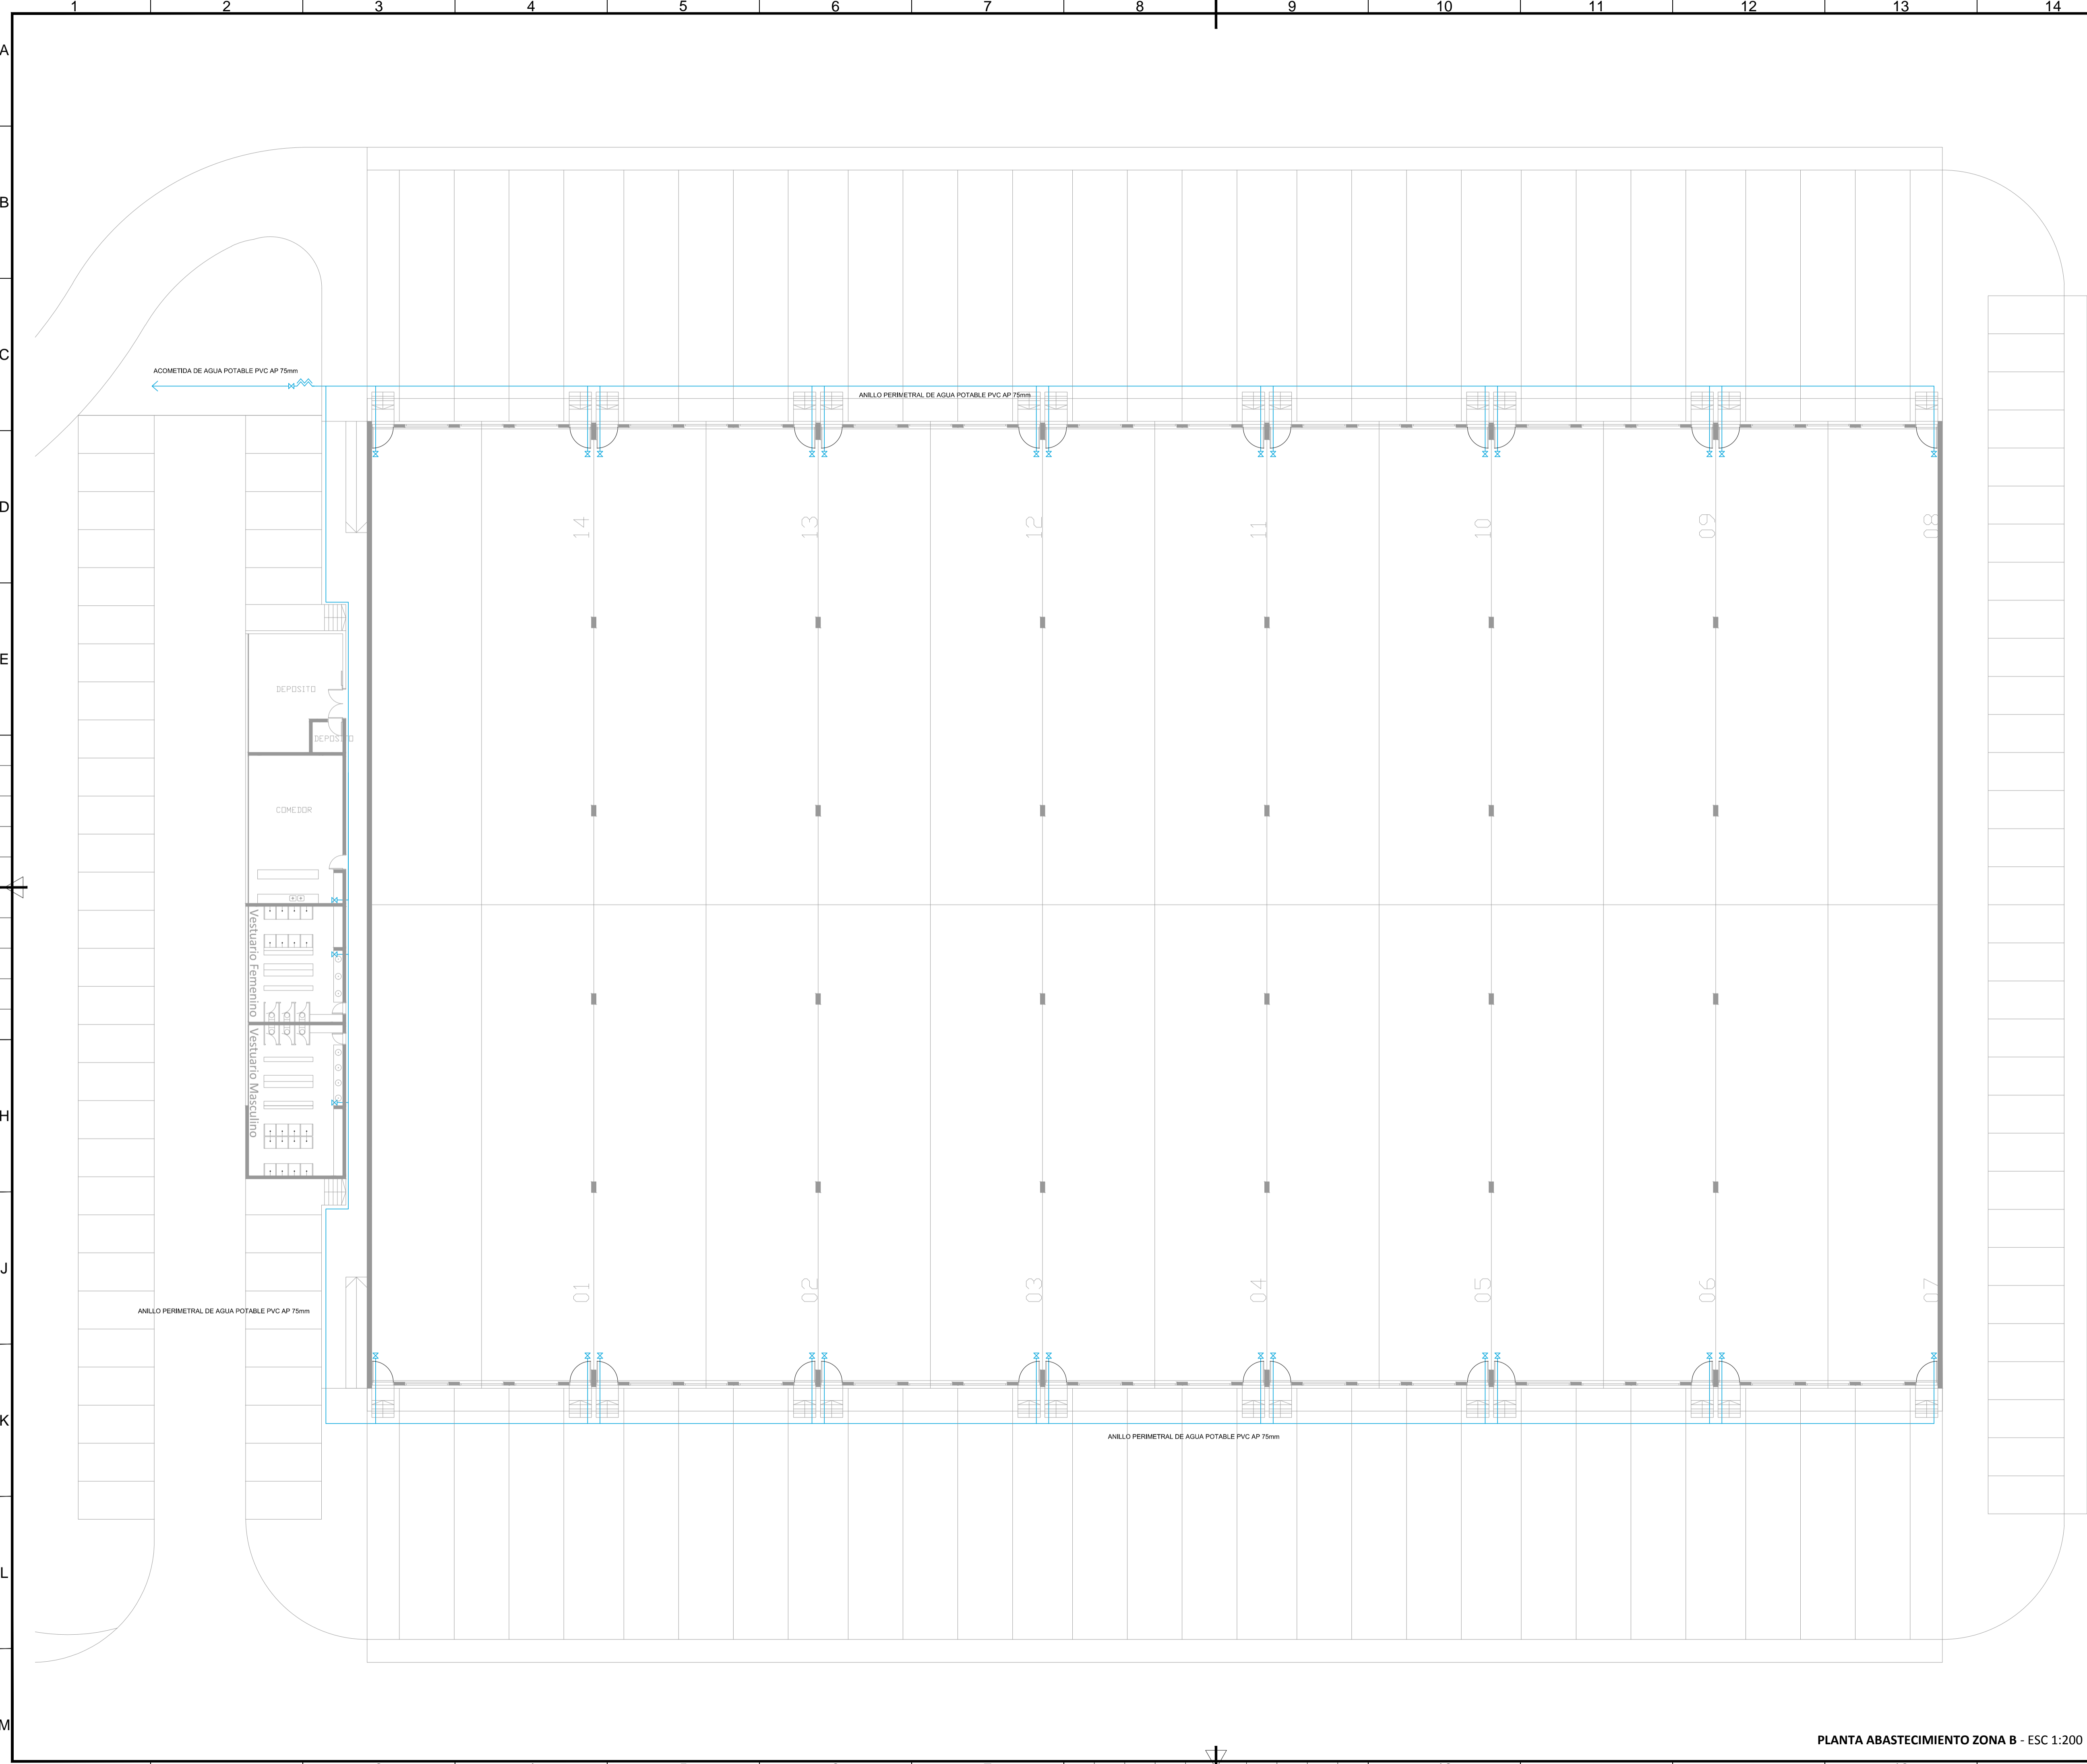 1 2 3 4 5 6 7 8 9 10 11 12 13 14
A
B
C
ACOMETIDA DE AGUA POTABLE PVC AP 75mm
ANILLO PERIMETRAL DE AGUA POTABLE PVC AP 75mm
D
14 13 12 11 10 09 08
E
DEPOSITO
DEPOSITO
COMEDOR
Vestuario Femenino
Vestuario Masculino
H
J
01 02 03 04 05 06 07
ANILLO PERIMETRAL DE AGUA POTABLE PVC AP 75mm
K
ANILLO PERIMETRAL DE AGUA POTABLE PVC AP 75mm
L
M
PLANTA ABASTECIMIENTO ZONA B - ESC 1:200